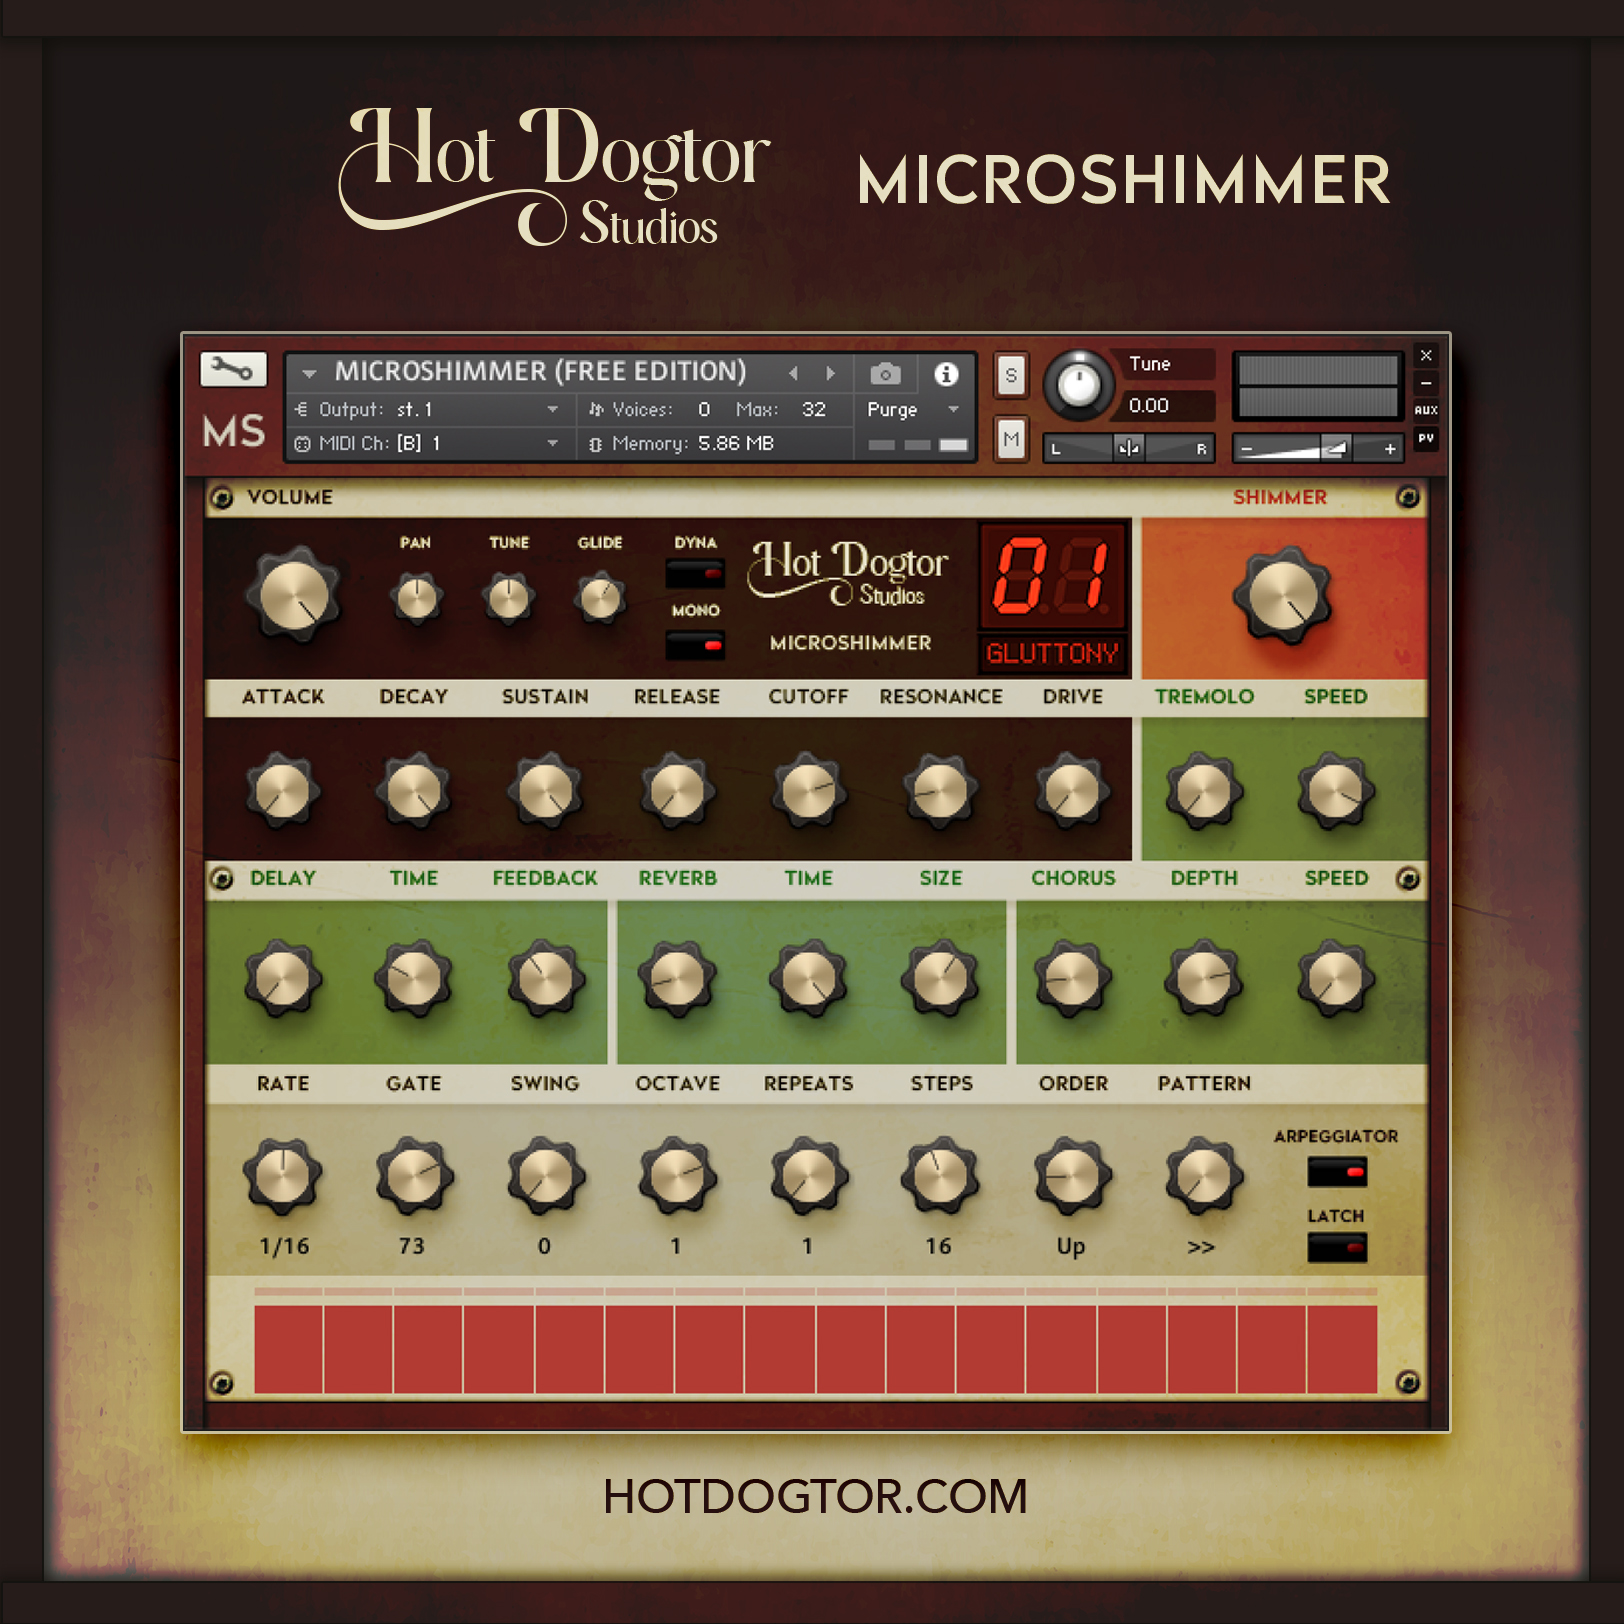 Hot Dogtor
Studios
MICROSHIMMER
MICROSHIMMER (FREE EDITION)
MS
Output: st. 1
Voices: 0 Max: 32
Purge
MIDI Ch: [B] 1
Memory: 5.86 MB
S
M
Tune
0.00
L R
- +
×
–
AUX
PV
VOLUME
SHIMMER
PAN TUNE GLIDE DYNA
MONO
Hot Dogtor
Studios
MICROSHIMMER
01
GLUTTONY
ATTACK DECAY SUSTAIN RELEASE CUTOFF RESONANCE DRIVE TREMOLO SPEED
DELAY TIME FEEDBACK REVERB TIME SIZE CHORUS DEPTH SPEED
RATE GATE SWING OCTAVE REPEATS STEPS ORDER PATTERN
ARPEGGIATOR
LATCH
1/16 73 0 1 1 16 Up >>
HOTDOGTOR.COM